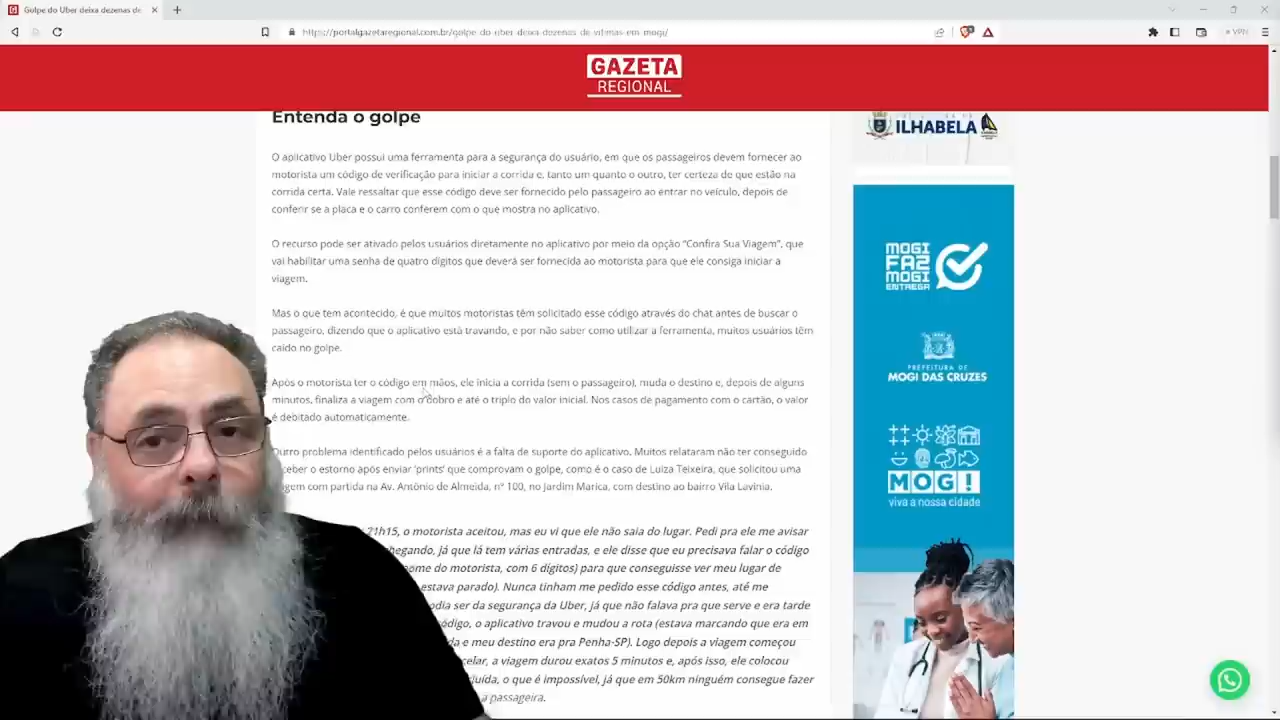 Golpe do Uber deixa dezenas de
https://portalgazetaregional.com.br/golpe-do-uber-deixa-dezenas-de-vitimas-em-mogi/
VPN
GAZETA
REGIONAL
Entenda o golpe
O aplicativo Uber possui uma ferramenta para a segurança do usuário, em que os passageiros devem fornecer ao
motorista um código de verificação para iniciar a corrida e, tanto um quanto o outro, ter certeza de que estão na
corrida certa. Vale ressaltar que esse código deve ser fornecido pelo passageiro ao entrar no veículo, depois de
conferir se a placa e o carro conferem com o que mostra no aplicativo.
O recurso pode ser ativado pelos usuários diretamente no aplicativo por meio da opção “Confira Sua Viagem”, que
vai habilitar uma senha de quatro dígitos que deverá ser fornecida ao motorista para que ele consiga iniciar a
viagem.
Mas o que tem acontecido, é que muitos motoristas têm solicitado esse código através do chat antes de buscar o
passageiro, dizendo que o aplicativo está travando, e por não saber como utilizar a ferramenta, muitos usuários têm
caído no golpe.
Após o motorista ter o código em mãos, ele inicia a corrida (sem o passageiro), muda o destino e, depois de alguns
minutos, finaliza a viagem com o dobro e até o triplo do valor inicial. Nos casos de pagamento com o cartão, o valor
é debitado automaticamente.
Outro problema identificado pelos usuários é a falta de suporte do aplicativo. Muitos relataram não ter conseguido
ceber o estorno após enviar ‘prints’ que comprovam o golpe, como é o caso de Luiza Teixeira, que solicitou uma
gem com partida na Av. Antônio de Almeida, nº 100, no Jardim Marica, com destino ao bairro Vila Lavínia.
21h15, o motorista aceitou, mas eu vi que ele não saia do lugar. Pedi pra ele me avisar
hegando, já que lá tem várias entradas, e ele disse que eu precisava falar o código
nome do motorista, com 6 dígitos) para que conseguisse ver meu lugar de
estava parado). Nunca tinham me pedido esse código antes, até me
odia ser da segurança da Uber, já que não falava pra que serve e era tarde
ódigo, o aplicativo travou e mudou a rota (estava marcando que era em
da e meu destino era pra Penha-SP). Logo depois a viagem começou
celar, a viagem durou exatos 5 minutos e, após isso, ele colocou
luída, o que é impossível, já que em 50km ninguém consegue fazer
a passageira.
ILHABELA
MOGI
FAZ
MOGI
ENTREGA
PREFEITURA DE
MOGI DAS CRUZES
MOGI
viva a nossa cidade